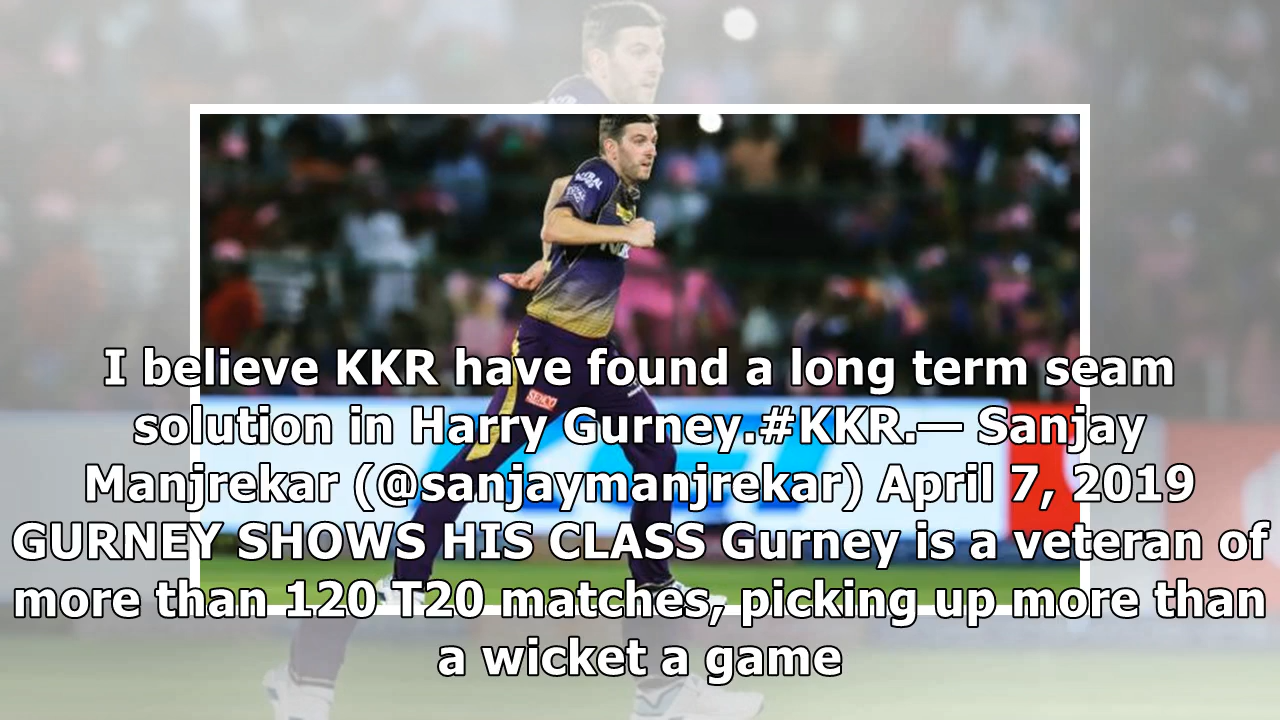 I believe KKR have found a long term seam
solution in Harry Gurney.#KKR.— Sanjay
Manjrekar (@sanjaymanjrekar) April 7, 2019
GURNEY SHOWS HIS CLASS Gurney is a veteran of
more than 120 T20 matches, picking up more than
a wicket a game